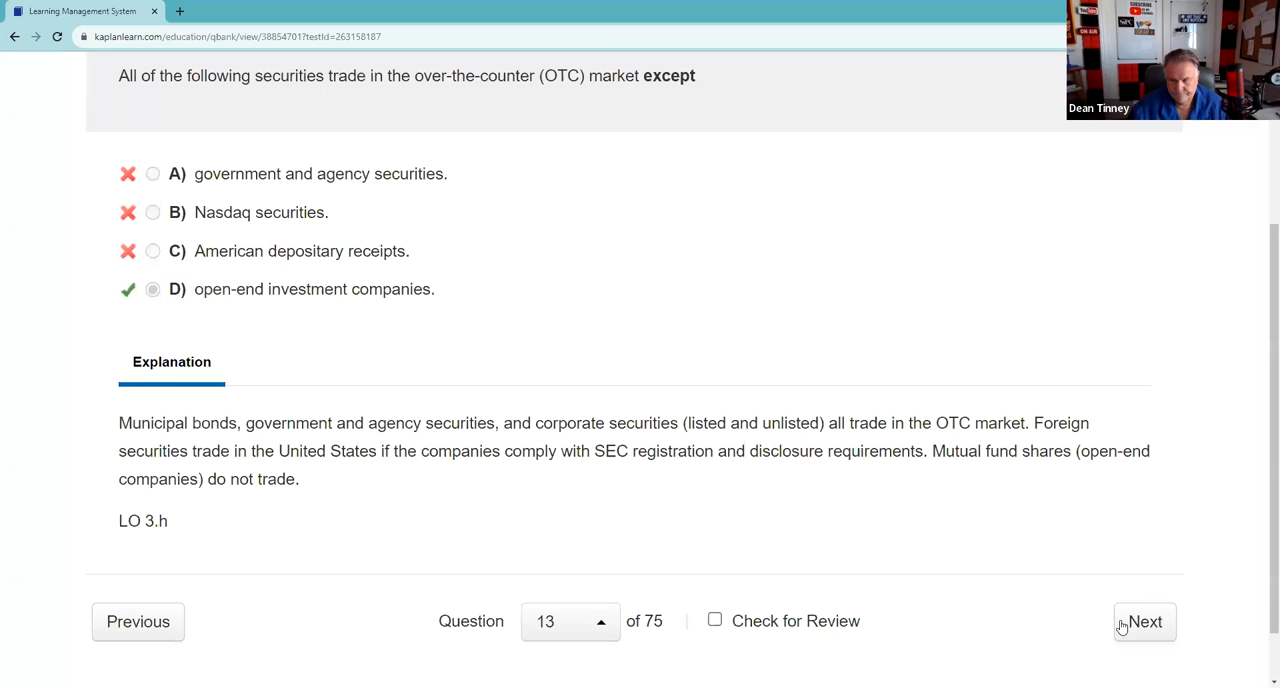 Learning Management System
kaplanlearn.com/education/qbank/view/38854701?testId=263158187
SUBSCRIBE
SIPC
ON AIR
Dean Tinney
All of the following securities trade in the over-the-counter (OTC) market except
A) government and agency securities.
B) Nasdaq securities.
C) American depositary receipts.
D) open-end investment companies.
Explanation
Municipal bonds, government and agency securities, and corporate securities (listed and unlisted) all trade in the OTC market. Foreign
securities trade in the United States if the companies comply with SEC registration and disclosure requirements. Mutual fund shares (open-end
companies) do not trade.
LO 3.h
Previous
Question 13 of 75
Check for Review
Next